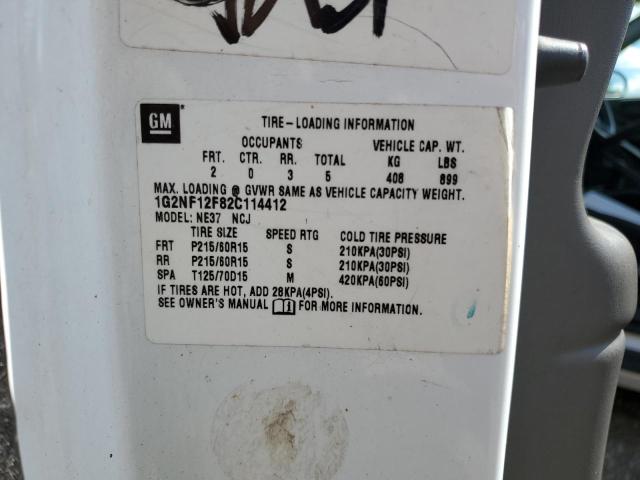 GM
TIRE-LOADING INFORMATION
OCCUPANTS VEHICLE CAP. WT.
FRT. CTR. RR. TOTAL KG LBS
2 0 3 5 408 899
MAX. LOADING @ GVWR SAME AS VEHICLE CAPACITY WEIGHT.
1G2NF12F82C114412
MODEL: NE37 NCJ
TIRE SIZE SPEED RTG COLD TIRE PRESSURE
FRT P215/60R15 S 210KPA(30PSI)
RR P215/60R15 S 210KPA(30PSI)
SPA T125/70D15 M 420KPA(60PSI)
IF TIRES ARE HOT, ADD 28KPA(4PSI).
SEE OWNER'S MANUAL FOR MORE INFORMATION.